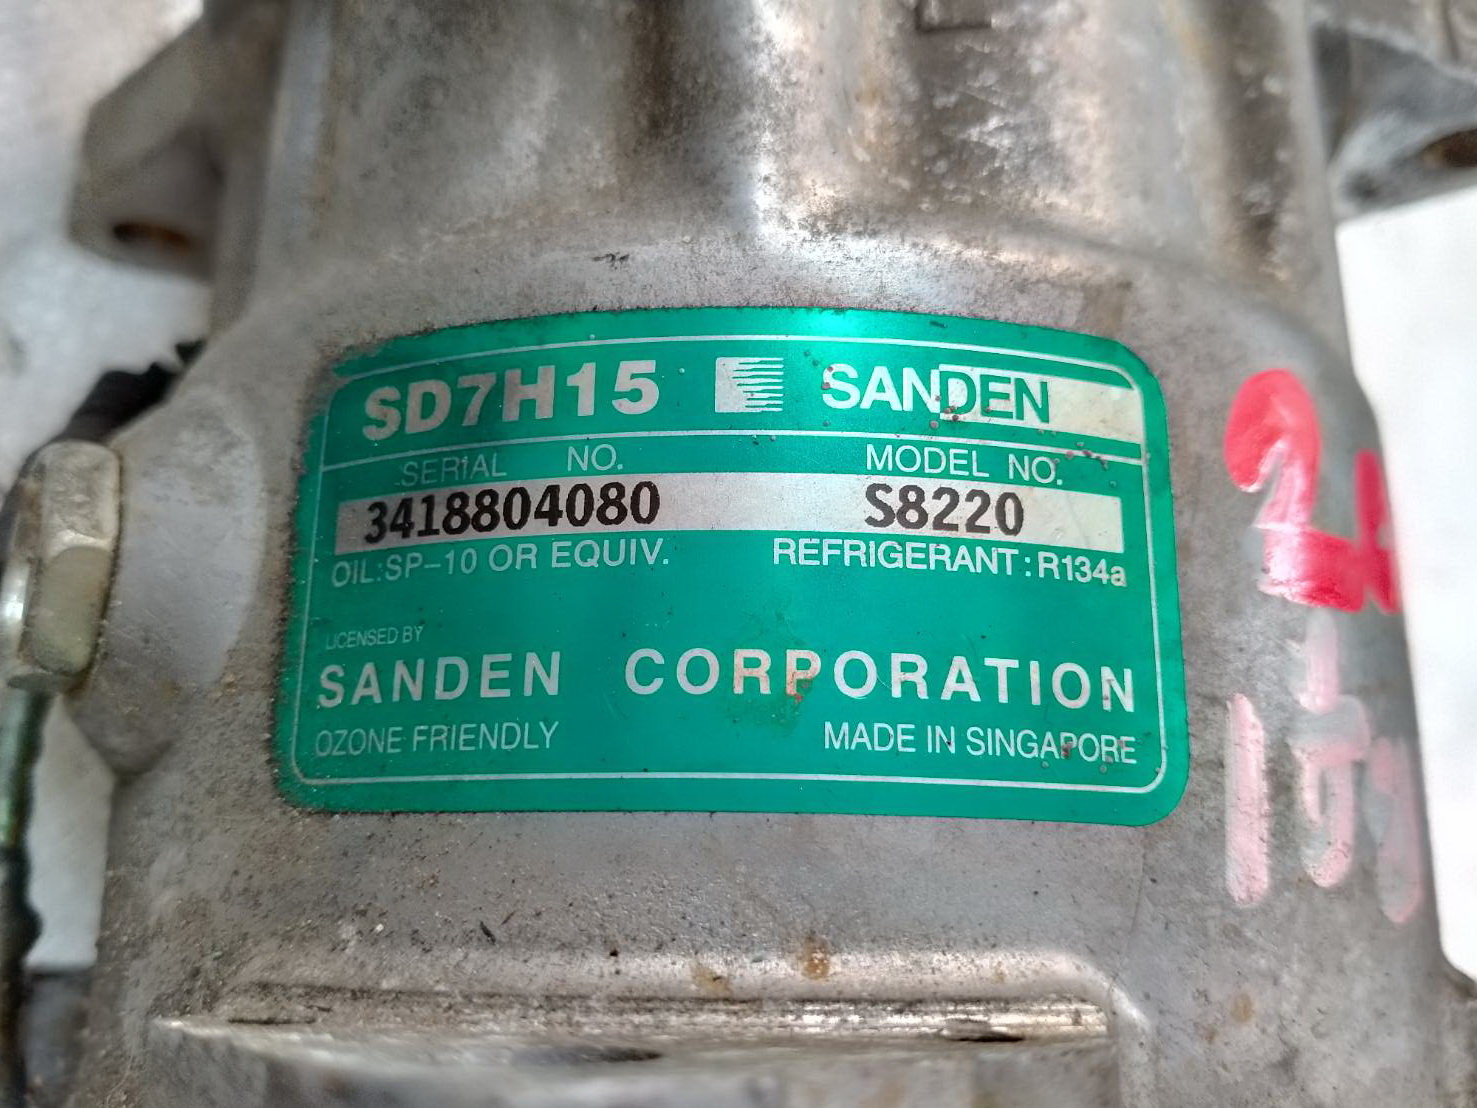 SD7H15 SANDEN
SERIAL NO. MODEL NO.
3418804080 S8220
OIL:SP-10 OR EQUIV. REFRIGERANT:R134a
LICENSED BY
SANDEN CORPORATION
OZONE FRIENDLY MADE IN SINGAPORE